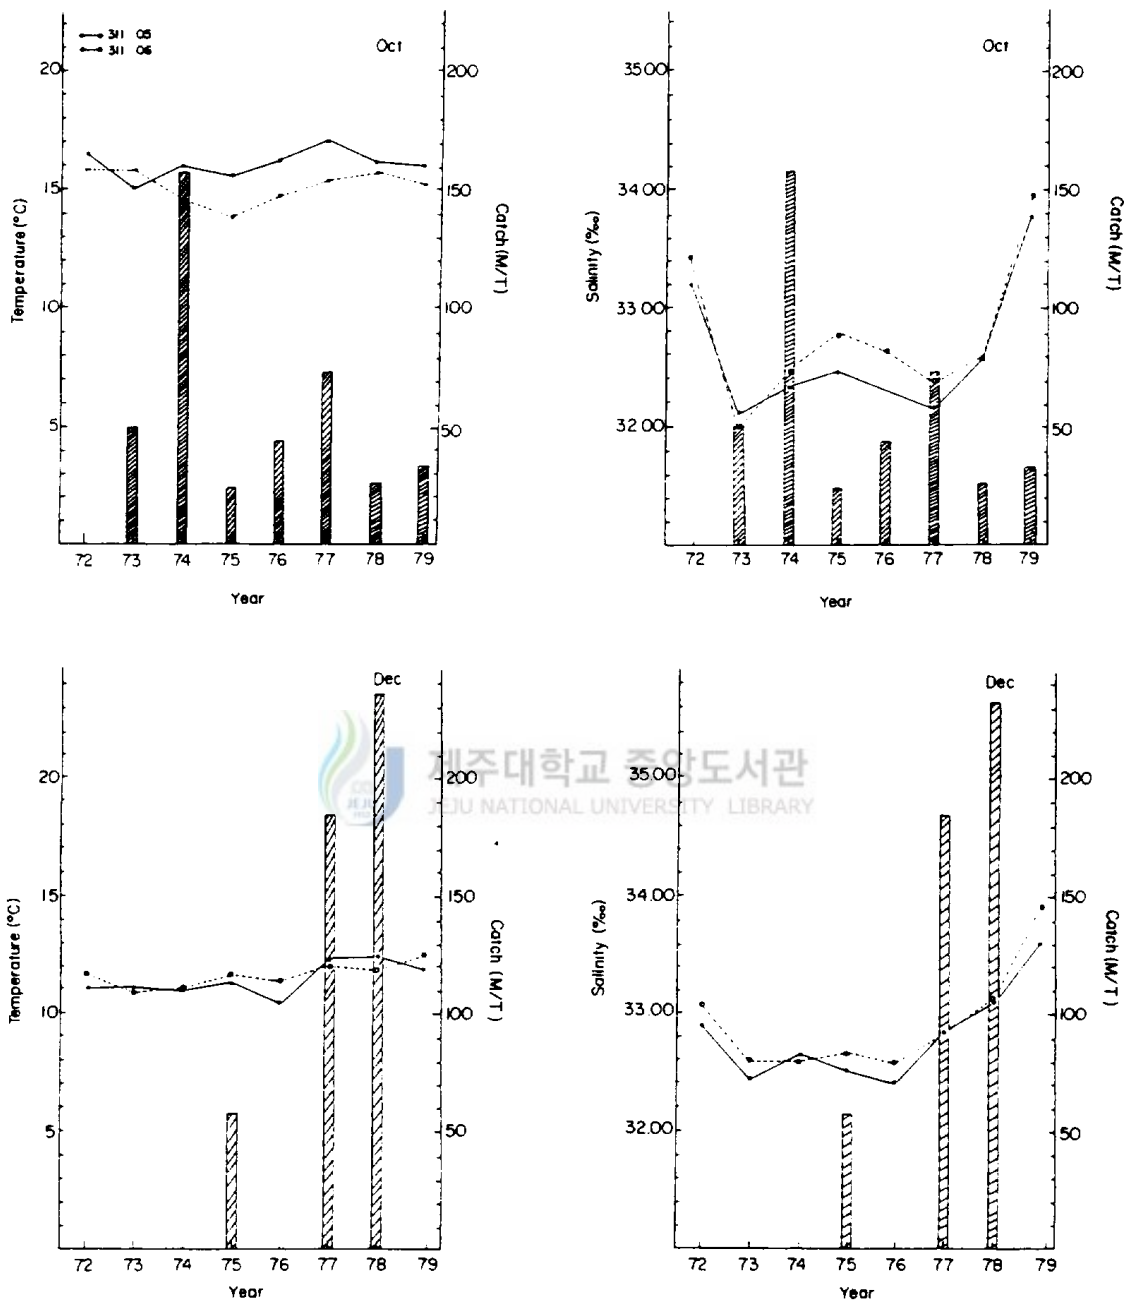 311 05
311 06
Oct
20
15
10
5
Temperature (°C)
200
150
100
50
Catch (M/T)
72 73 74 75 76 77 78 79
Year
Oct
35 00
34 00
33 00
32 00
Salinity (‰)
200
150
100
50
Catch (M/T)
72 73 74 75 76 77 78 79
Year
Dec
20
15
10
5
Temperature (°C)
200
150
100
50
Catch (M/T)
72 73 74 75 76 77 78 79
Year
Dec
35 00
34 00
33 00
32 00
Salinity (‰)
200
150
100
50
Catch (M/T)
72 73 74 75 76 77 78 79
Year
제주대학교 중앙도서관
JEJU NATIONAL UNIVERSITY LIBRARY
JEJU